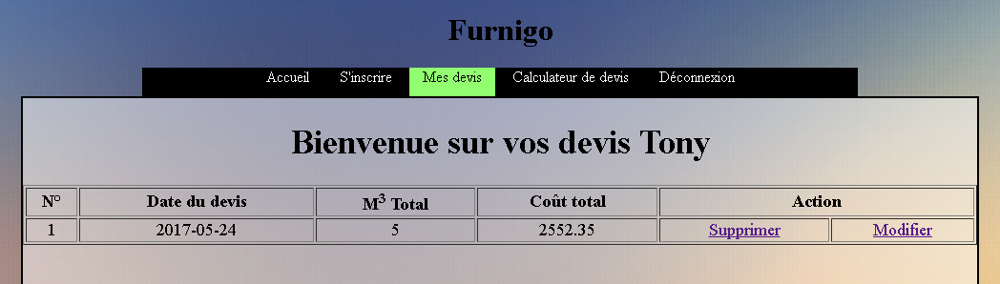 Furnigo
Accueil S'inscrire Mes devis Calculateur de devis Déconnexion
Bienvenue sur vos devis Tony
N° Date du devis M³ Total Coût total Action
1 2017-05-24 5 2552.35 Supprimer Modifier